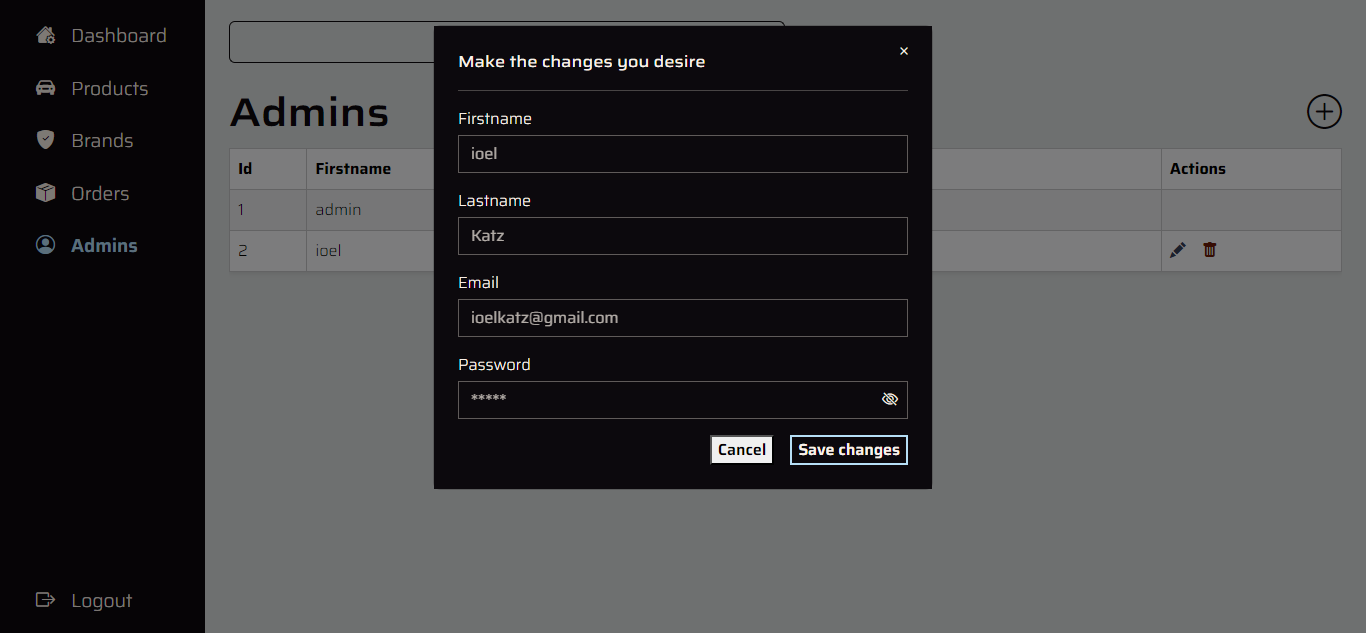 Dashboard
Products
Brands
Orders
Admins
Logout
Admins
Id Firstname Actions
1 admin
2 ioel
Make the changes you desire ×
Firstname
ioel
Lastname
Katz
Email
ioelkatz@gmail.com
Password
*****
Cancel Save changes